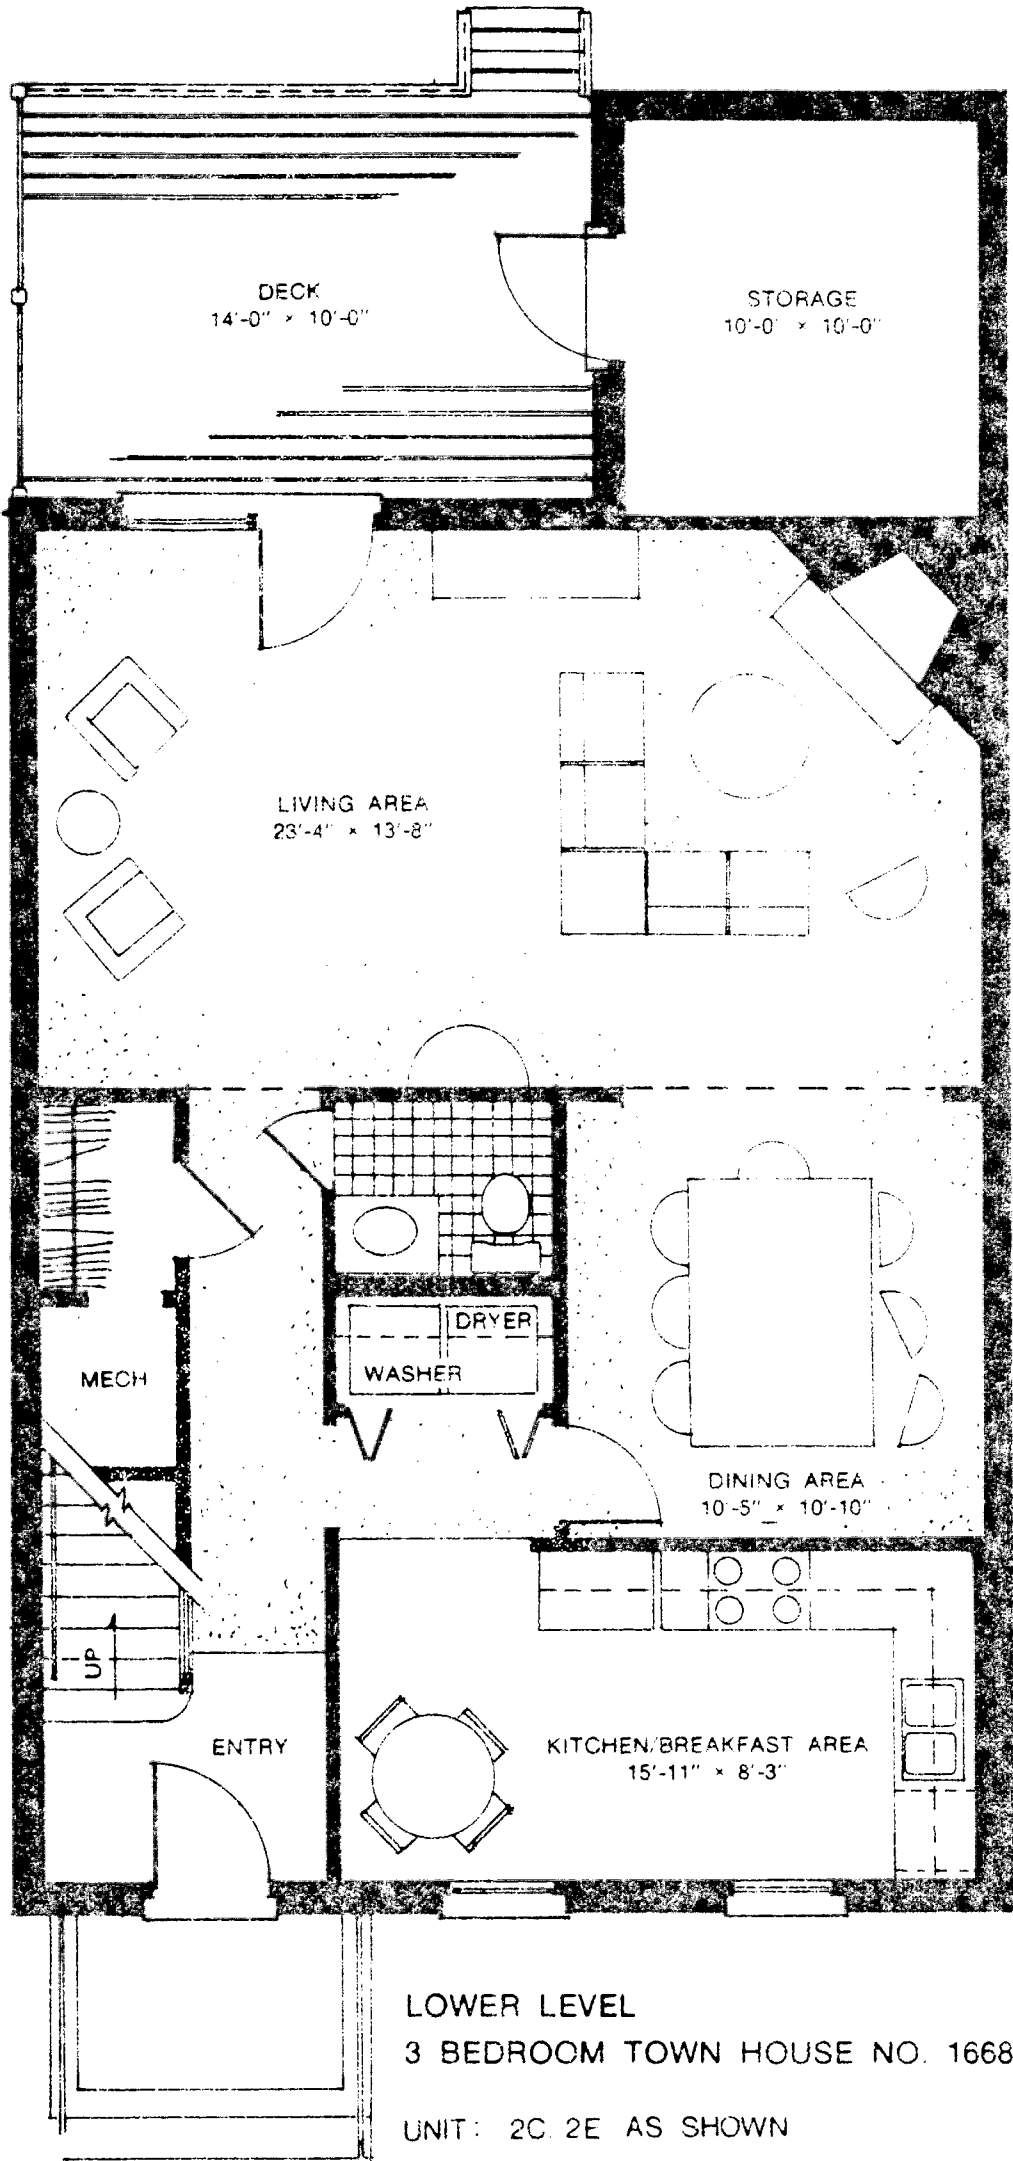 DECK
14'-0" × 10'-0"
STORAGE
10'-0' × 10'-0"
LIVING AREA
23'-4" × 13'-8"
DRYER
WASHER
MECH
DINING AREA
10'-5" × 10'-10"
UP
ENTRY
KITCHEN/BREAKFAST AREA
15'-11" × 8'-3"
LOWER LEVEL
3 BEDROOM TOWN HOUSE NO. 1668
UNIT: 2C. 2E AS SHOWN